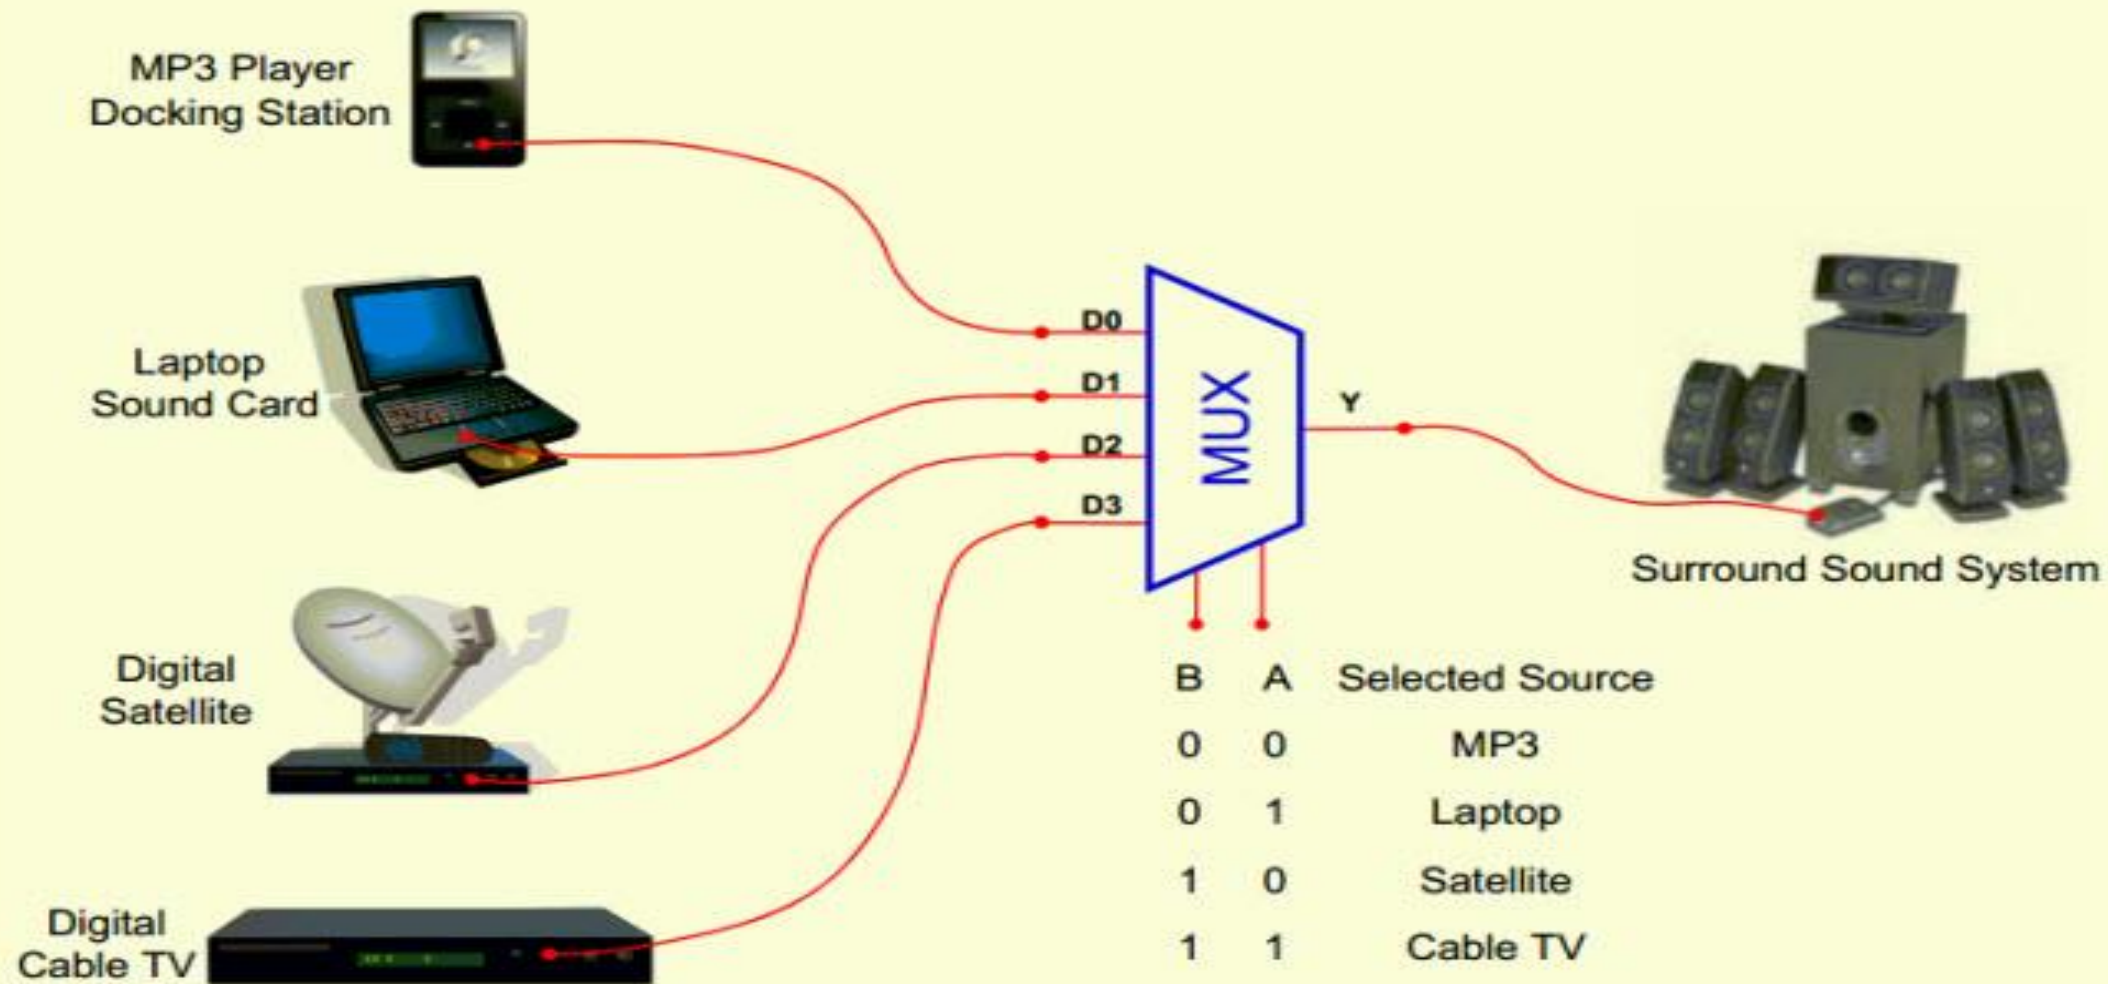 MP3 Player
Docking Station
Laptop
Sound Card
Digital
Satellite
Digital
Cable TV
D0
D1
D2
D3
MUX
Y
Surround Sound System
B A Selected Source
0 0 MP3
0 1 Laptop
1 0 Satellite
1 1 Cable TV